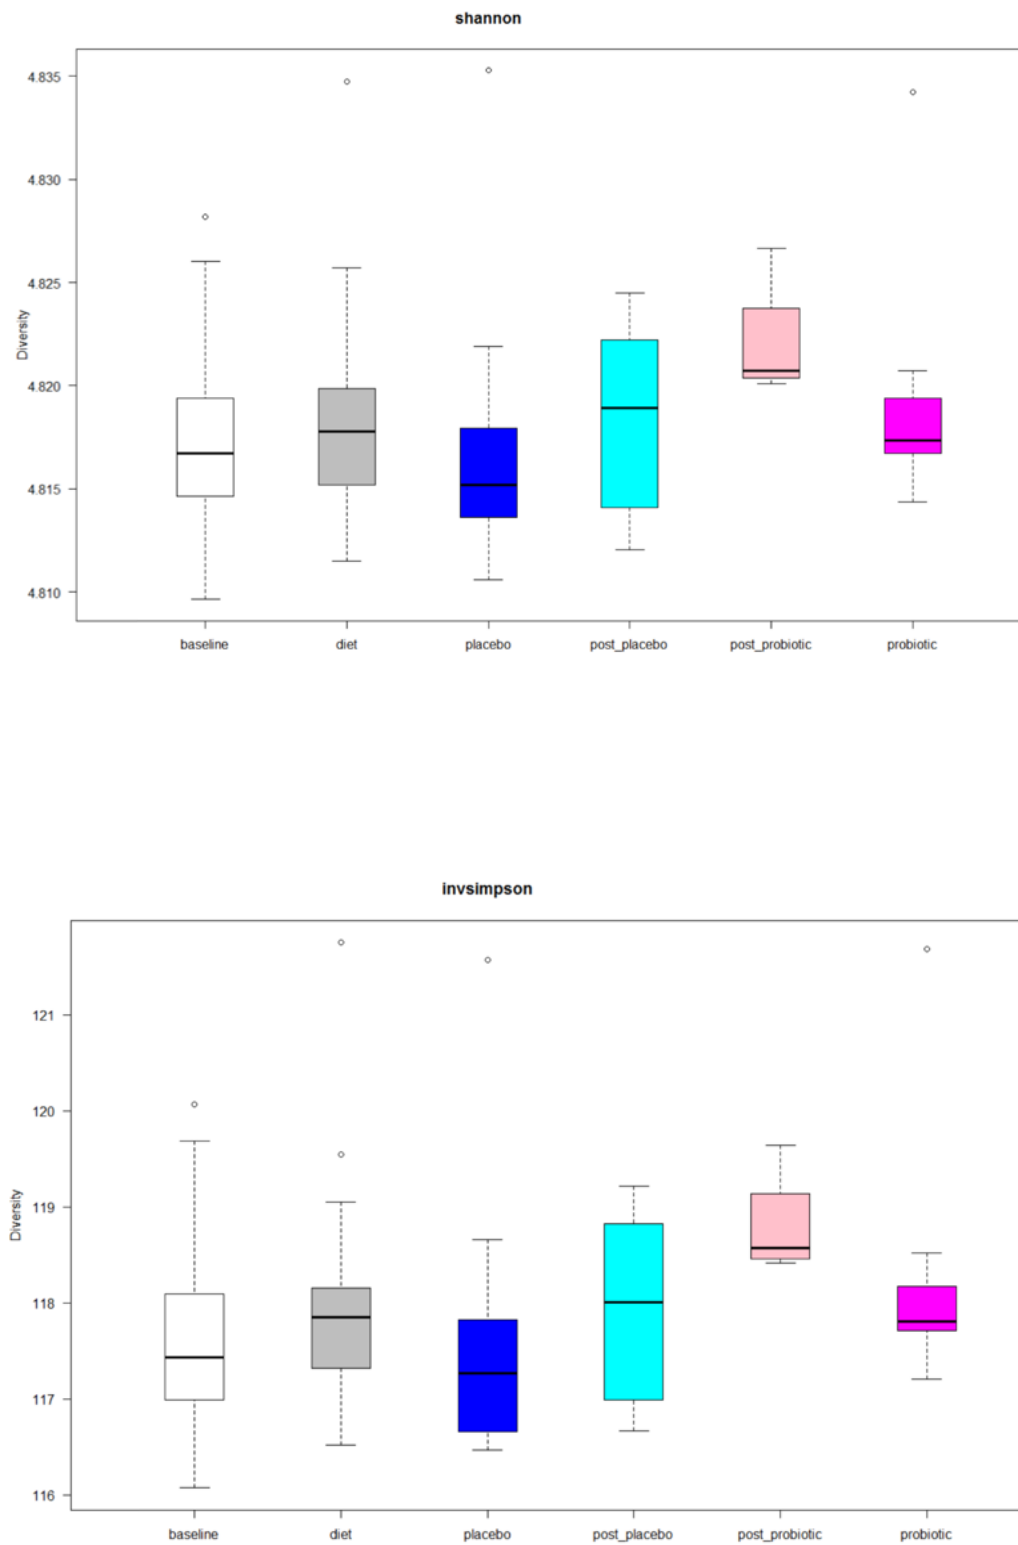 shannon
4.835
4.830
4.825
4.820
4.815
4.810
Diversity
baseline diet placebo post_placebo post_probiotic probiotic
invsimpson
121
120
119
118
117
116
Diversity
baseline diet placebo post_placebo post_probiotic probiotic